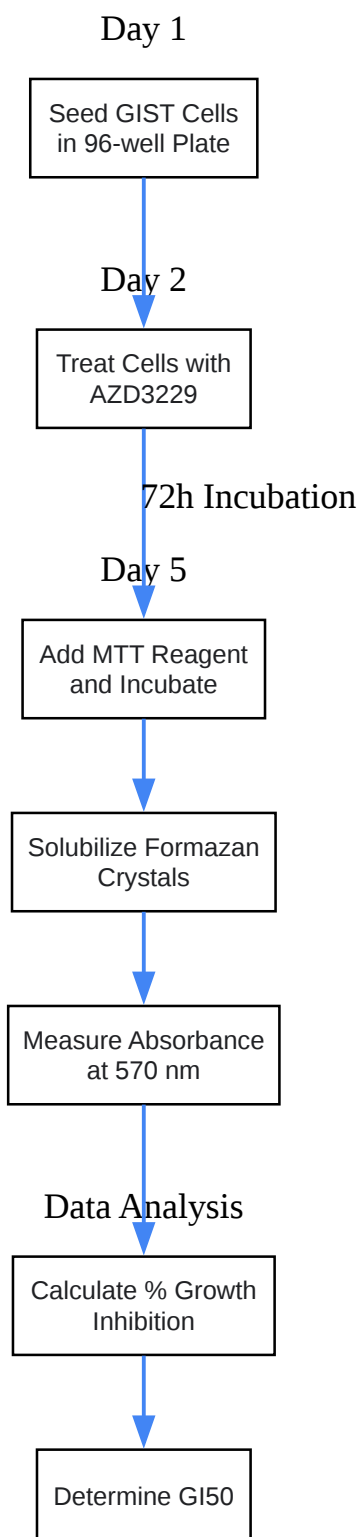 Day 1
Seed GIST Cells
in 96-well Plate
Day 2
Treat Cells with
AZD3229
72h Incubation
Day 5
Add MTT Reagent
and Incubate
Solubilize Formazan
Crystals
Measure Absorbance
at 570 nm
Data Analysis
Calculate % Growth
Inhibition
Determine GI50